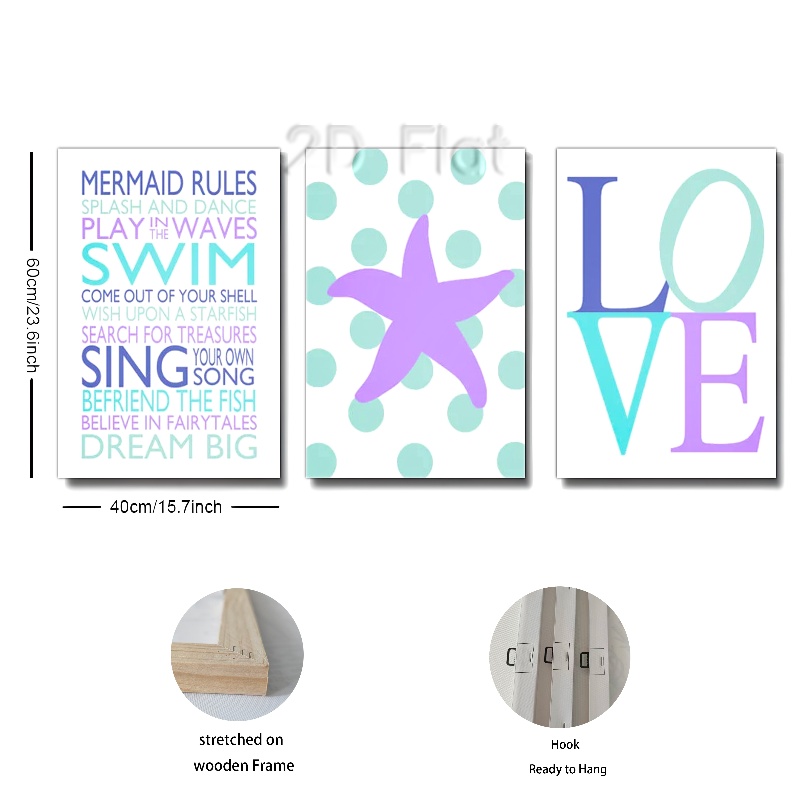 2D Flat
MERMAID RULES
SPLASH AND DANCE
PLAY IN THE WAVES
SWIM
COME OUT OF YOUR SHELL
WISH UPON A STARFISH
SEARCH FOR TREASURES
SING YOUR OWN SONG
BEFRIEND THE FISH
BELIEVE IN FAIRYTALES
DREAM BIG
LO
VE
60cm/23.6inch
40cm/15.7inch
stretched on
wooden Frame
Hook
Ready to Hang